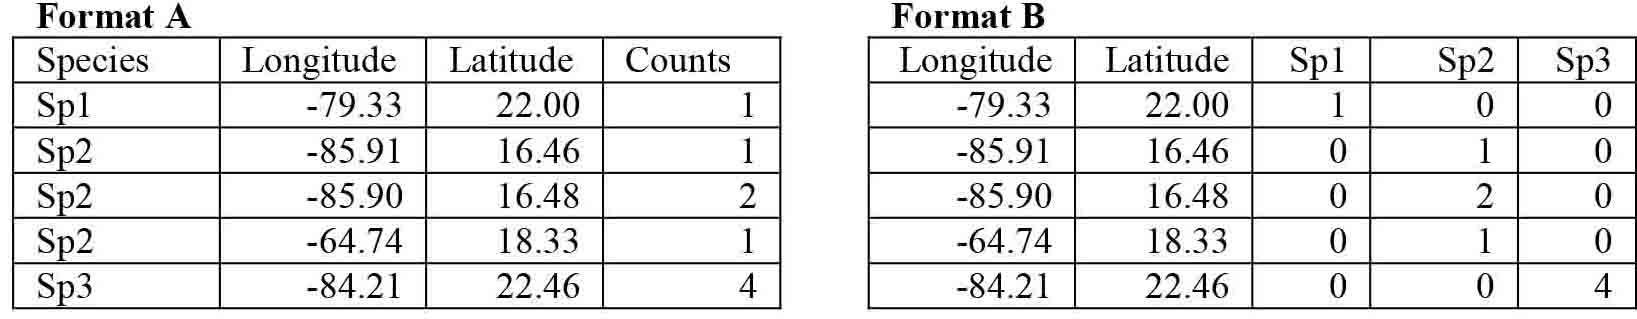 Format A
Species Longitude Latitude Counts
Sp1 -79.33 22.00 1
Sp2 -85.91 16.46 1
Sp2 -85.90 16.48 2
Sp2 -64.74 18.33 1
Sp3 -84.21 22.46 4
Format B
Longitude Latitude Sp1 Sp2 Sp3
-79.33 22.00 1 0 0
-85.91 16.46 0 1 0
-85.90 16.48 0 2 0
-64.74 18.33 0 1 0
-84.21 22.46 0 0 4